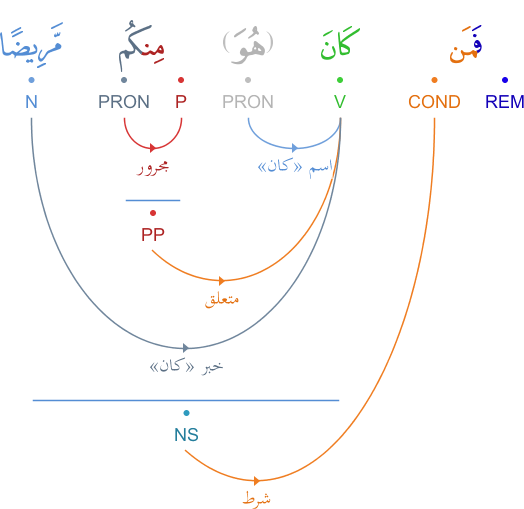 فَمَن كَانَ (هُوَ) مِنكُم مَّرِيضًا
REM COND V PRON P PRON N
اسم «كان» مجرور
PP
متعلق
خبر «كان»
NS
شرط